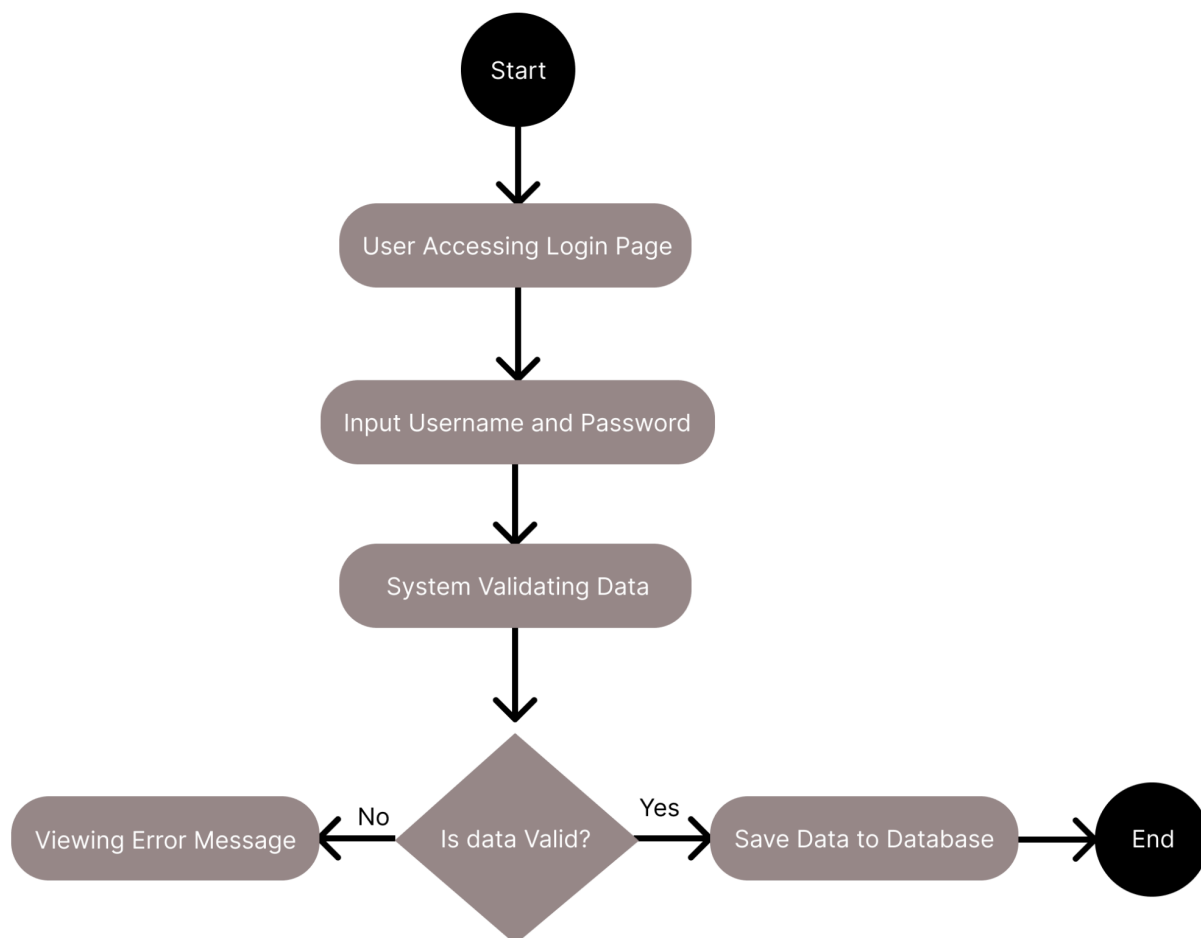 Start
User Accessing Login Page
Input Username and Password
System Validating Data
Viewing Error Message
No
Is data Valid?
Yes
Save Data to Database
End